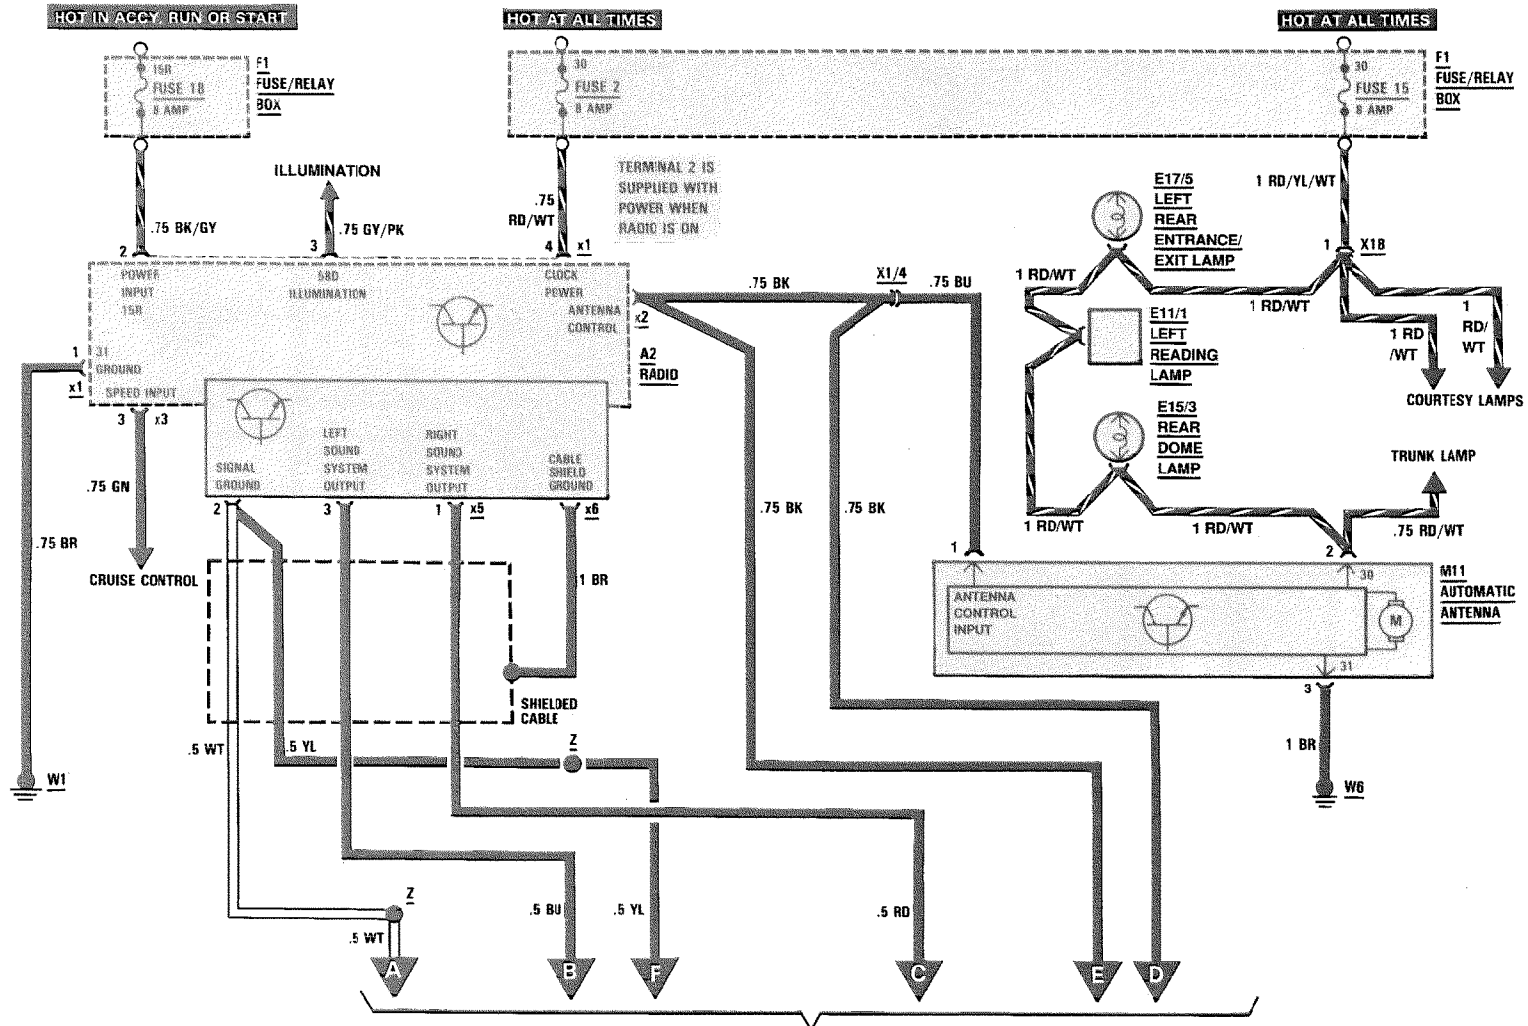 HOT IN ACCY, RUN OR START
HOT AT ALL TIMES
HOT AT ALL TIMES
15R
FUSE 18
8 AMP
F1
FUSE/RELAY
BOX
30
FUSE 2
8 AMP
30
FUSE 15
8 AMP
F1
FUSE/RELAY
BOX
ILLUMINATION
.75 BK/GY
.75 GY/PK
.75
RD/WT
TERMINAL 2 IS
SUPPLIED WITH
POWER WHEN
RADIO IS ON
2
3
4
x1
1 RD/YL/WT
E17/5
LEFT
REAR
ENTRANCE/
EXIT LAMP
1
X18
POWER
INPUT
15R
58D
ILLUMINATION
CLOCK
POWER
ANTENNA
CONTROL
x2
.75 BK
X1/4
.75 BU
1 RD/WT
1 RD/WT
1
RD/
WT
1 RD
/WT
E11/1
LEFT
READING
LAMP
COURTESY LAMPS
1
x1
31
GROUND
SPEED INPUT
A2
RADIO
3
x3
.75 GN
CRUISE CONTROL
SIGNAL
GROUND
LEFT
SOUND
SYSTEM
OUTPUT
RIGHT
SOUND
SYSTEM
OUTPUT
CABLE
SHIELD
GROUND
2
3
1
x5
x6
E15/3
REAR
DOME
LAMP
TRUNK LAMP
.75 BK
.75 BK
1 RD/WT
1 RD/WT
.75 RD/WT
.75 BR
1 BR
1
2
M11
AUTOMATIC
ANTENNA
30
ANTENNA
CONTROL
INPUT
M
31
3
SHIELDED
CABLE
.5 WT
.5 YL
Z
1 BR
W1
W6
Z
.5 WT
.5 BU
.5 YL
.5 RD
A
B
F
C
E
D